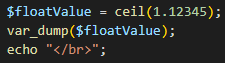 $floatValue = ceil(1.12345);
var_dump($floatValue);
echo "</br>";